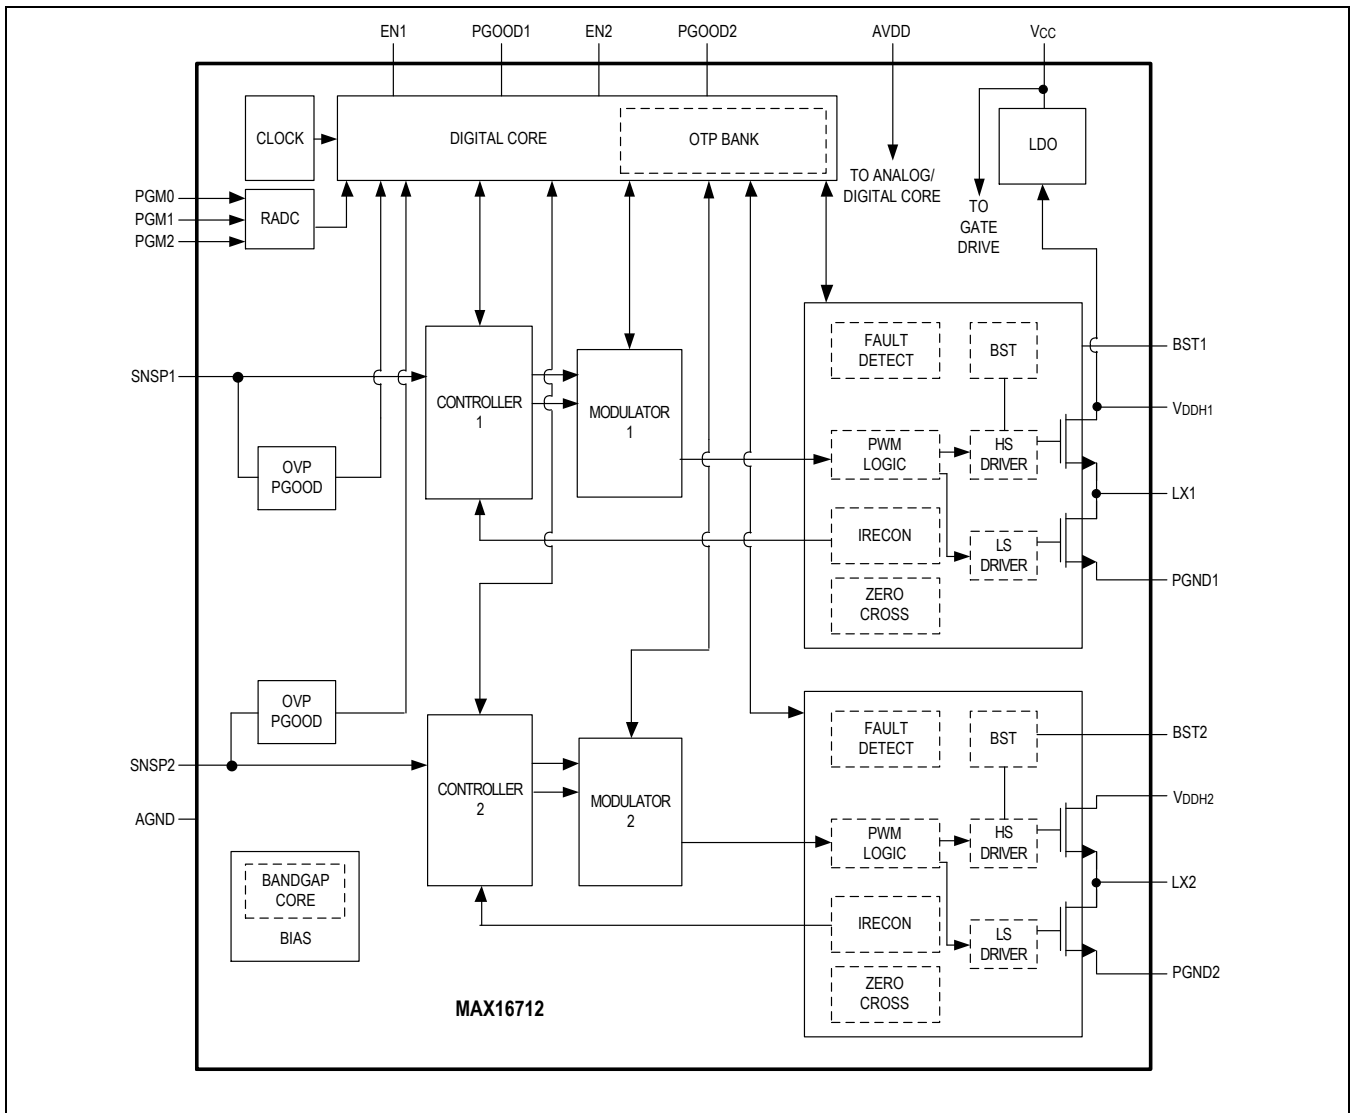 EN1
PGOOD1
EN2
PGOOD2
AVDD
VCC
CLOCK
DIGITAL CORE
OTP BANK
LDO
TO ANALOG/
DIGITAL CORE
TO
GATE
DRIVE
PGM0
PGM1
PGM2
RADC
SNSP1
OVP
PGOOD
CONTROLLER
1
MODULATOR
1
FAULT
DETECT
BST
PWM
LOGIC
HS
DRIVER
IRECON
LS
DRIVER
ZERO
CROSS
BST1
VDDH1
LX1
PGND1
OVP
PGOOD
SNSP2
AGND
CONTROLLER
2
MODULATOR
2
FAULT
DETECT
BST
PWM
LOGIC
HS
DRIVER
IRECON
LS
DRIVER
ZERO
CROSS
BST2
VDDH2
LX2
PGND2
BANDGAP
CORE
BIAS
MAX16712